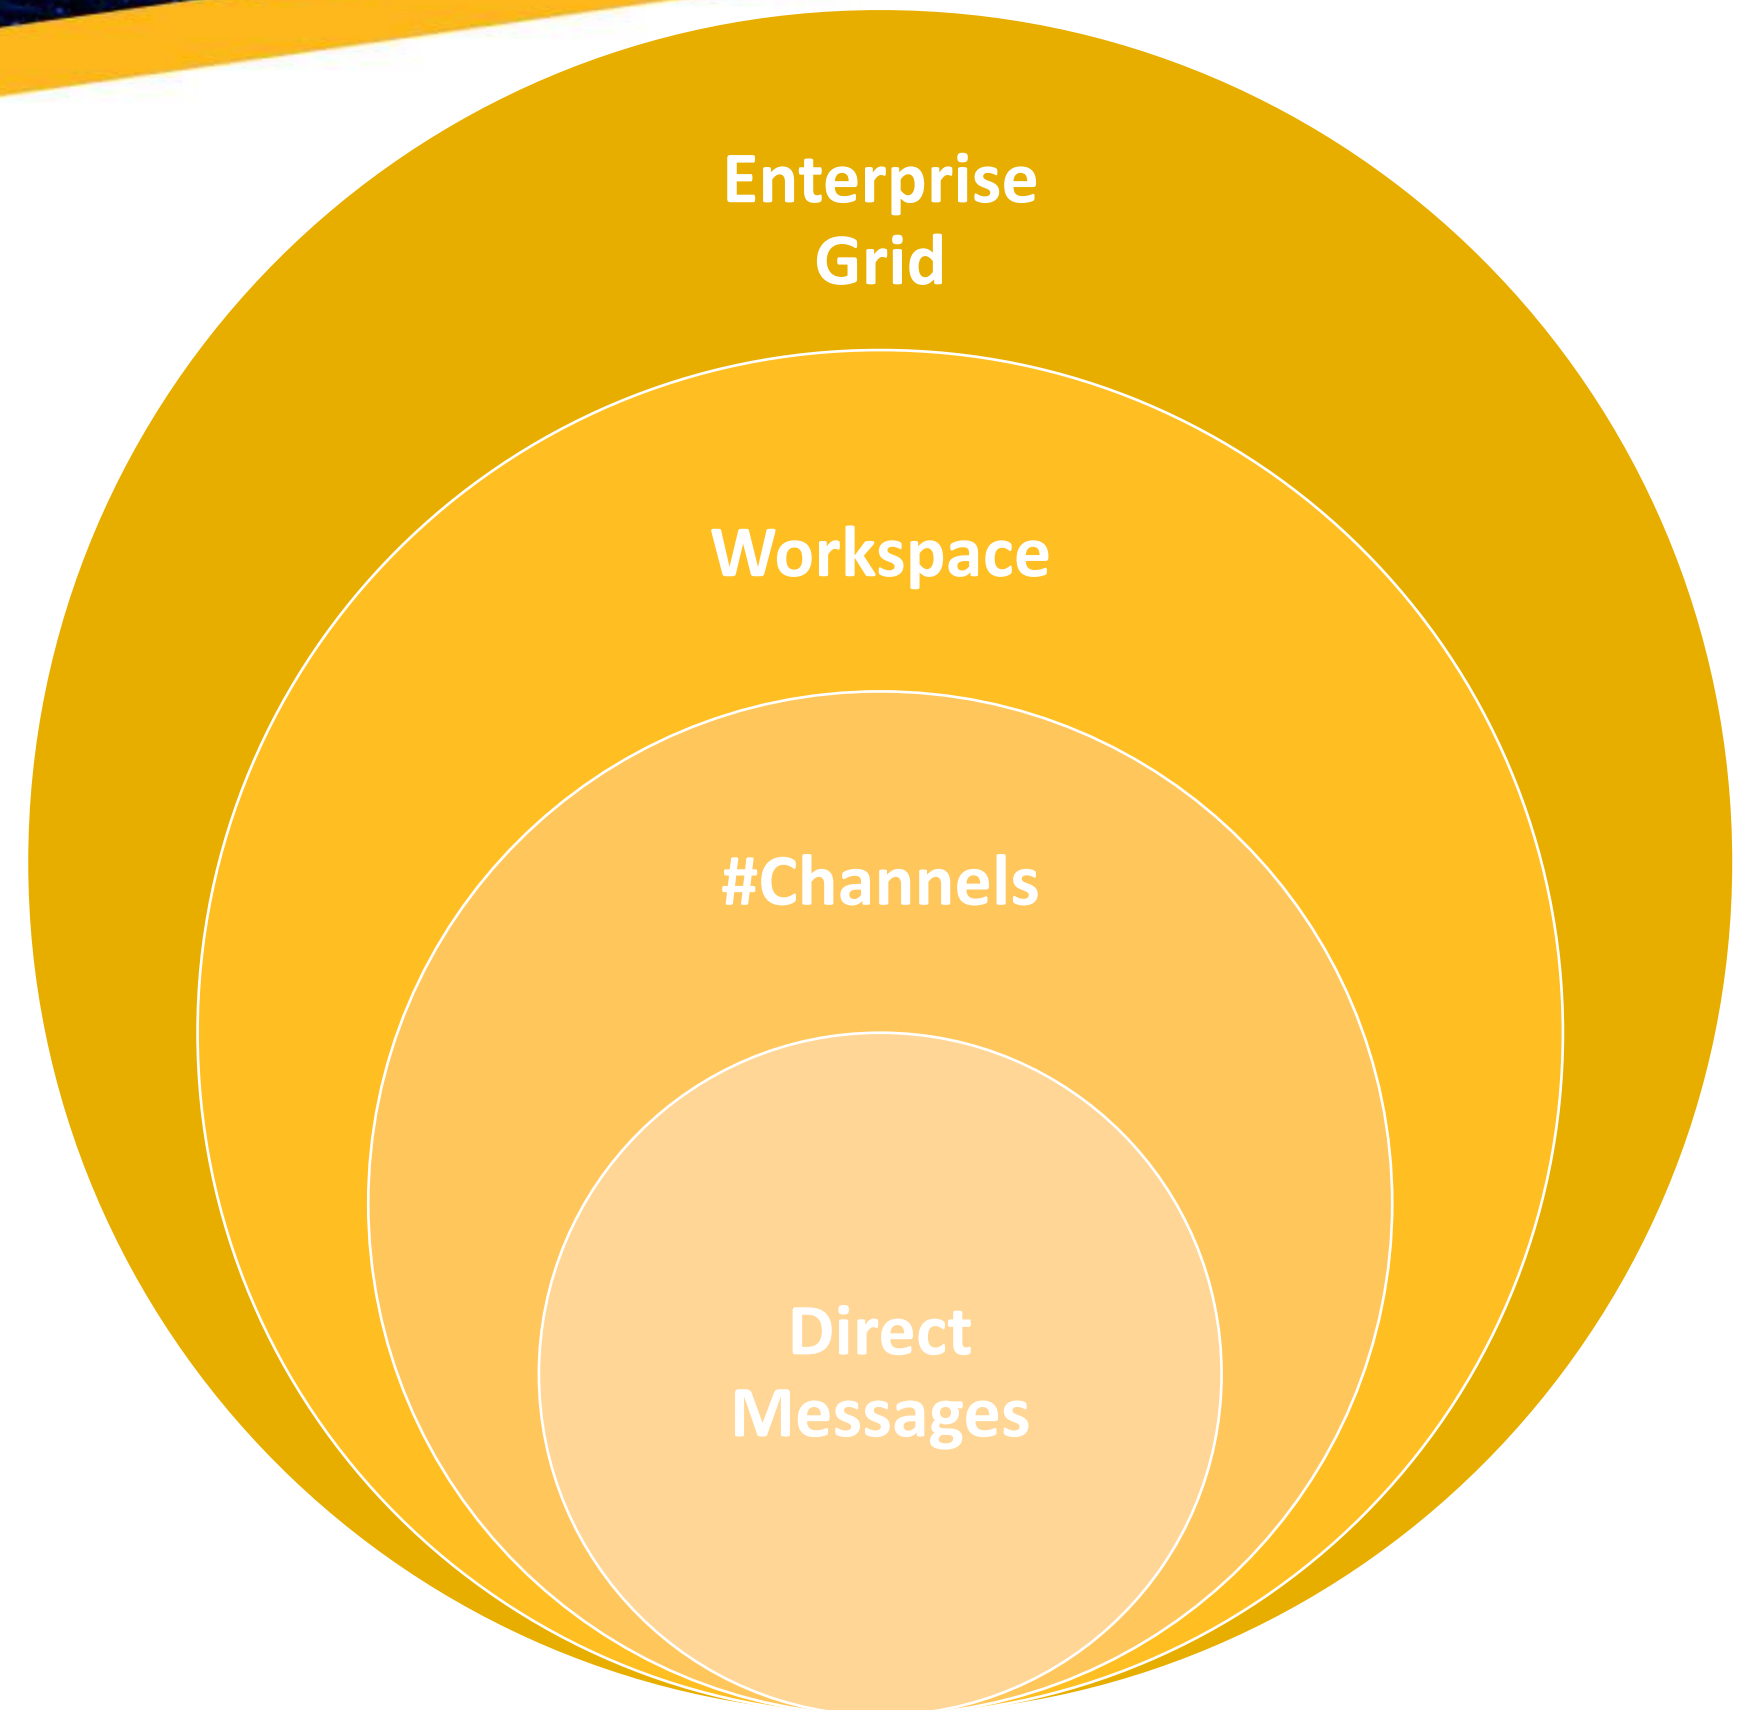 Enterprise
Grid
Workspace
#Channels
Direct
Messages